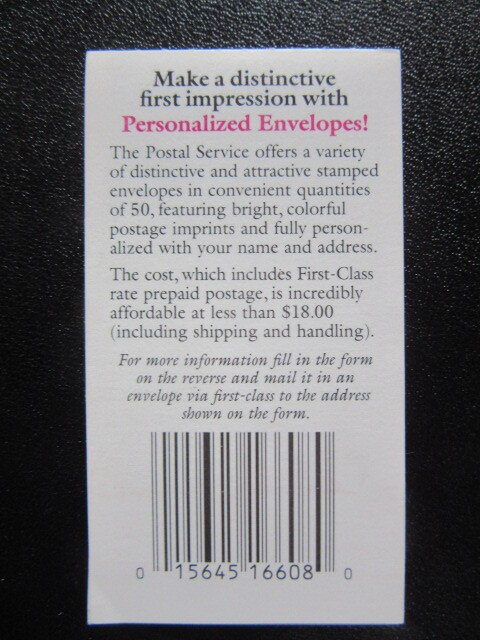 Make a distinctive
first impression with
Personalized Envelopes!
The Postal Service offers a variety
of distinctive and attractive stamped
envelopes in convenient quantities
of 50, featuring bright, colorful
postage imprints and fully person-
alized with your name and address.
The cost, which includes First-Class
rate prepaid postage, is incredibly
affordable at less than $18.00
(including shipping and handling).
For more information fill in the form
on the reverse and mail it in an
envelope via first-class to the address
shown on the form.
0 15645 16608 0